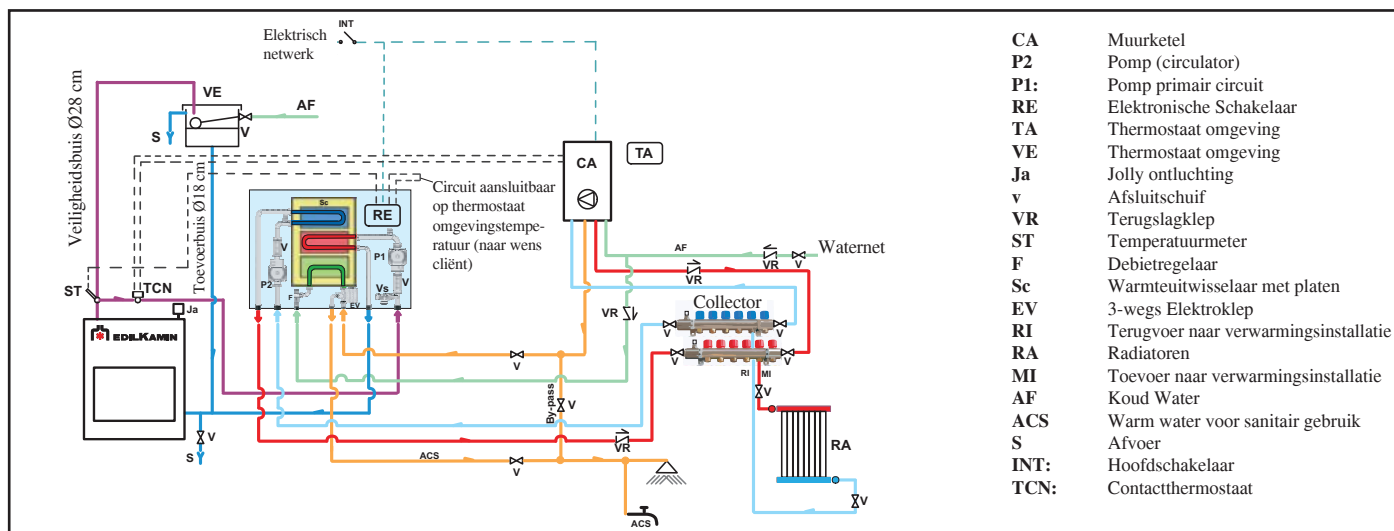 INT
Elektrisch
netwerk
VE
AF
S
V
Veiligheidsbuis Ø28 cm
Toevoerbuis Ø18 cm
CA
TA
Sc
RE
Circuit aansluitbaar
op thermostaat
omgevingstempe-
ratuur (naar wens
cliënt)
V
P1
P2
V
Vs
F
EV
AF
VR
V
Waternet
VR
ST
TCN
Ja
EDILKAMIN
VR
Collector
V
V
V
V
RI
MI
V
By-pass
V
V
VR
V
S
ACS
V
RA
V
ACS
CA Muurketel
P2 Pomp (circulator)
P1: Pomp primair circuit
RE Elektronische Schakelaar
TA Thermostaat omgeving
VE Thermostaat omgeving
Ja Jolly ontluchting
v Afsluitschuif
VR Terugslagklep
ST Temperatuurmeter
F Debietregelaar
Sc Warmteuitwisselaar met platen
EV 3-wegs Elektroklep
RI Terugvoer naar verwarmingsinstallatie
RA Radiatoren
MI Toevoer naar verwarmingsinstallatie
AF Koud Water
ACS Warm water voor sanitair gebruik
S Afvoer
INT: Hoofdschakelaar
TCN: Contactthermostaat